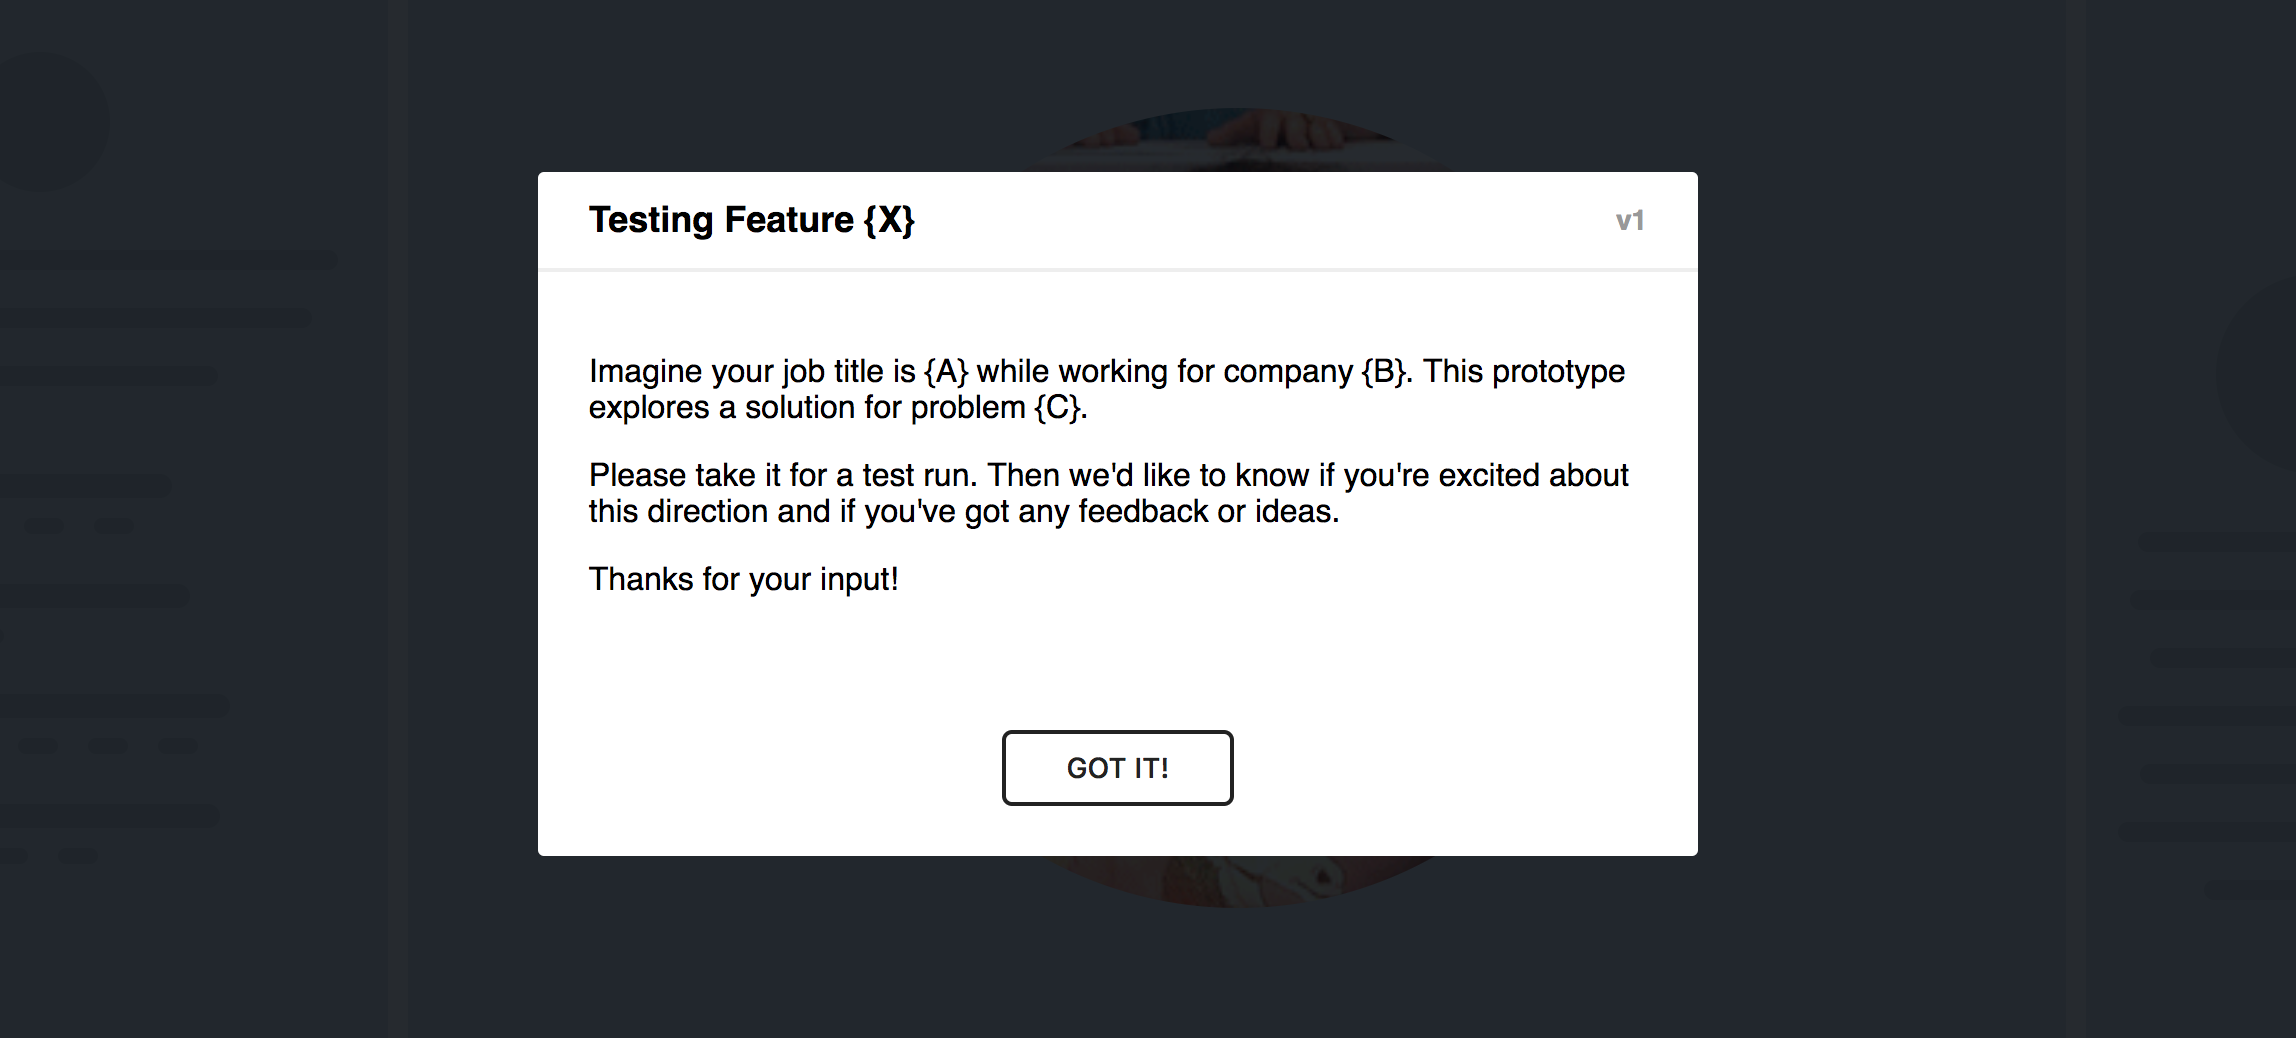 Testing Feature {X}
v1
Imagine your job title is {A} while working for company {B}. This prototype
explores a solution for problem {C}.
Please take it for a test run. Then we'd like to know if you're excited about
this direction and if you've got any feedback or ideas.
Thanks for your input!
GOT IT!